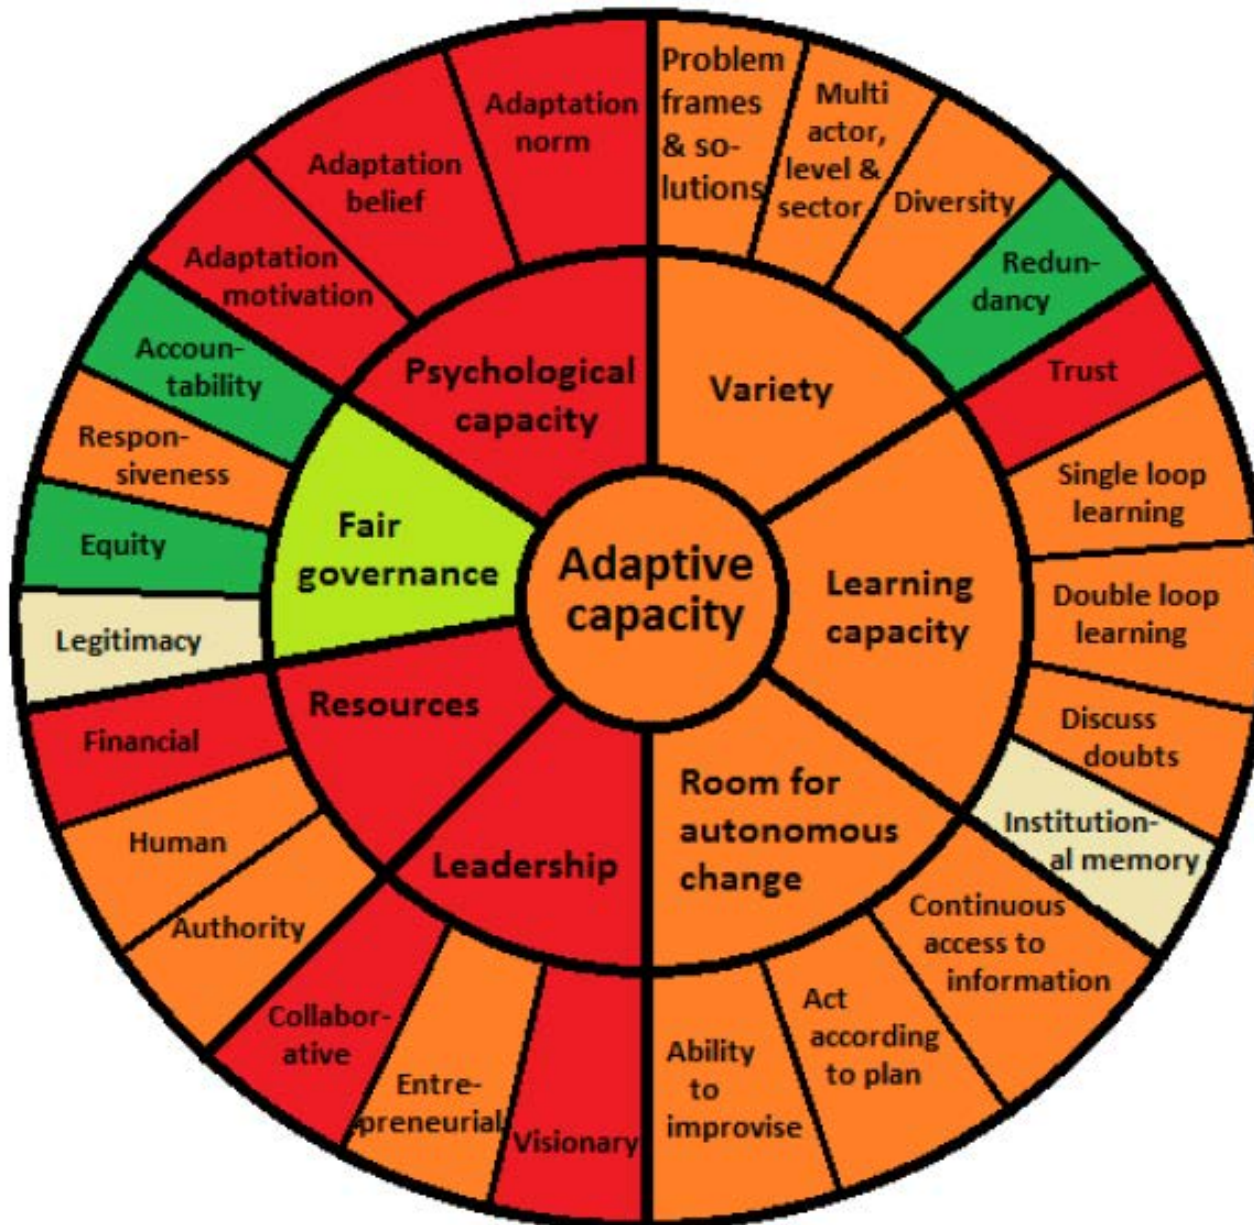 Adaptive
capacity
Variety
Learning
capacity
Room for
autonomous
change
Leadership
Resources
Fair
governance
Psychological
capacity
Problem
frames
& so-
lutions
Multi
actor,
level &
sector
Diversity
Redun-
dancy
Trust
Single loop
learning
Double loop
learning
Discuss
doubts
Institution-
al memory
Continuous
access to
information
Act
according
to plan
Ability
to
improvise
Visionary
Entre-
preneurial
Collabor-
ative
Authority
Human
Financial
Legitimacy
Equity
Respon-
siveness
Accoun-
tability
Adaptation
motivation
Adaptation
belief
Adaptation
norm